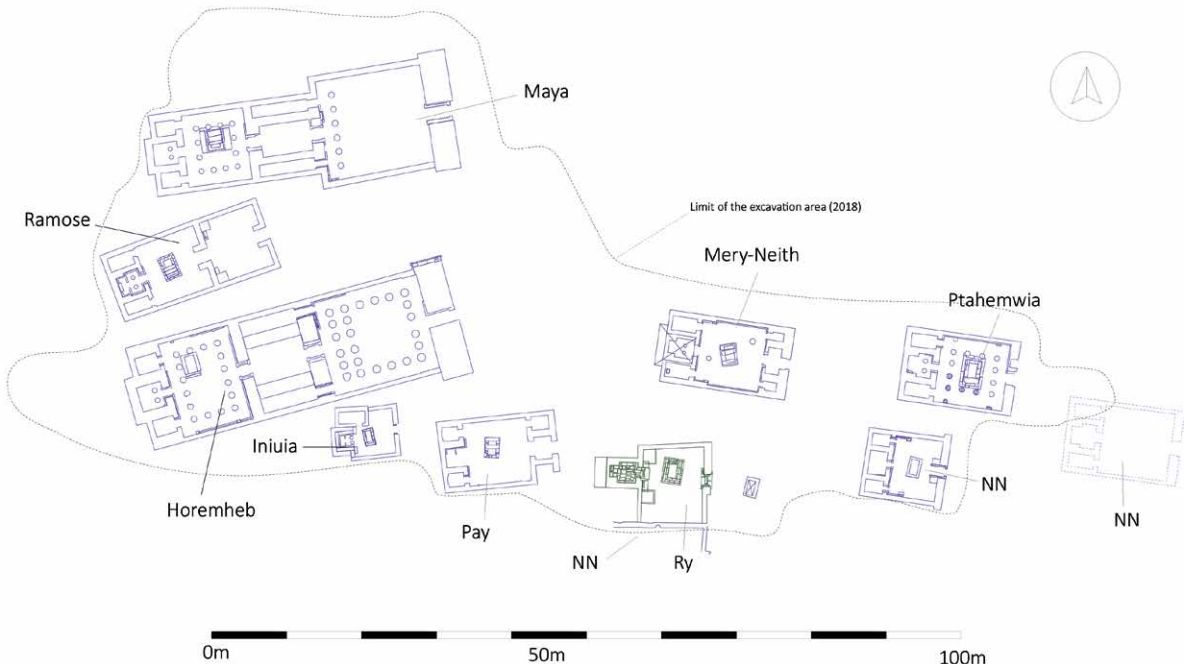 Maya
Ramose
Limit of the excavation area (2018)
Mery-Neith
Ptahemwia
Iniuia
Horemheb
Pay
NN
Ry
NN
NN
0m
50m
100m